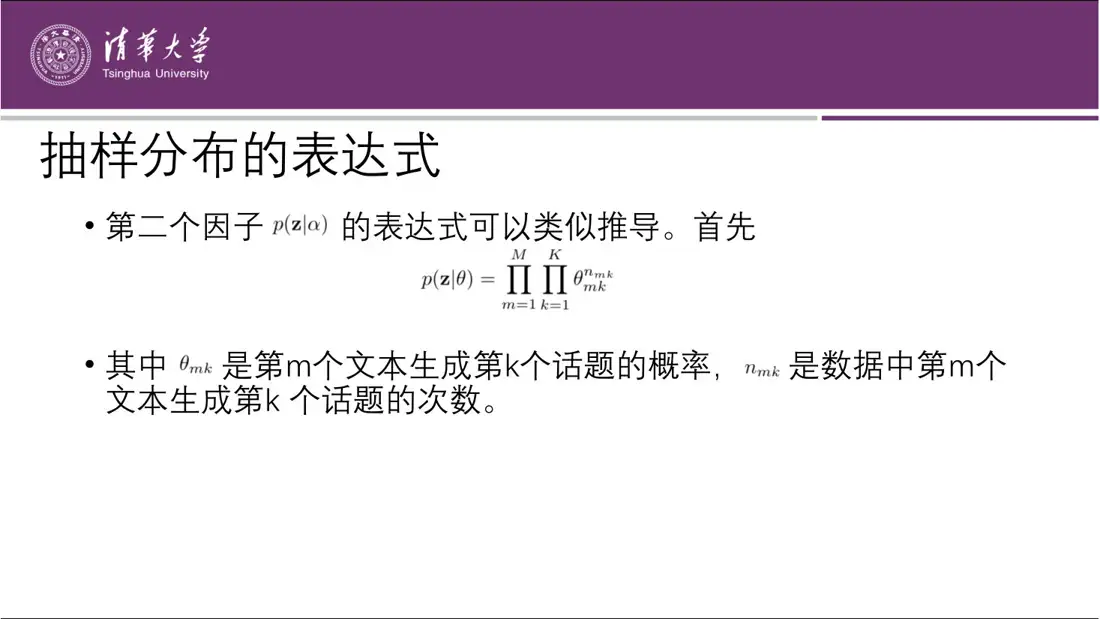 清华大学
Tsinghua University
抽样分布的表达式
• 第二个因子 p(𝐳|α) 的表达式可以类似推导。首先
p(𝐳|θ) = ∏_{m=1}^{M} ∏_{k=1}^{K} θ_{mk}^{n_{mk}}
• 其中 θ_{mk} 是第m个文本生成第k个话题的概率， n_{mk} 是数据中第m个
文本生成第k 个话题的次数。